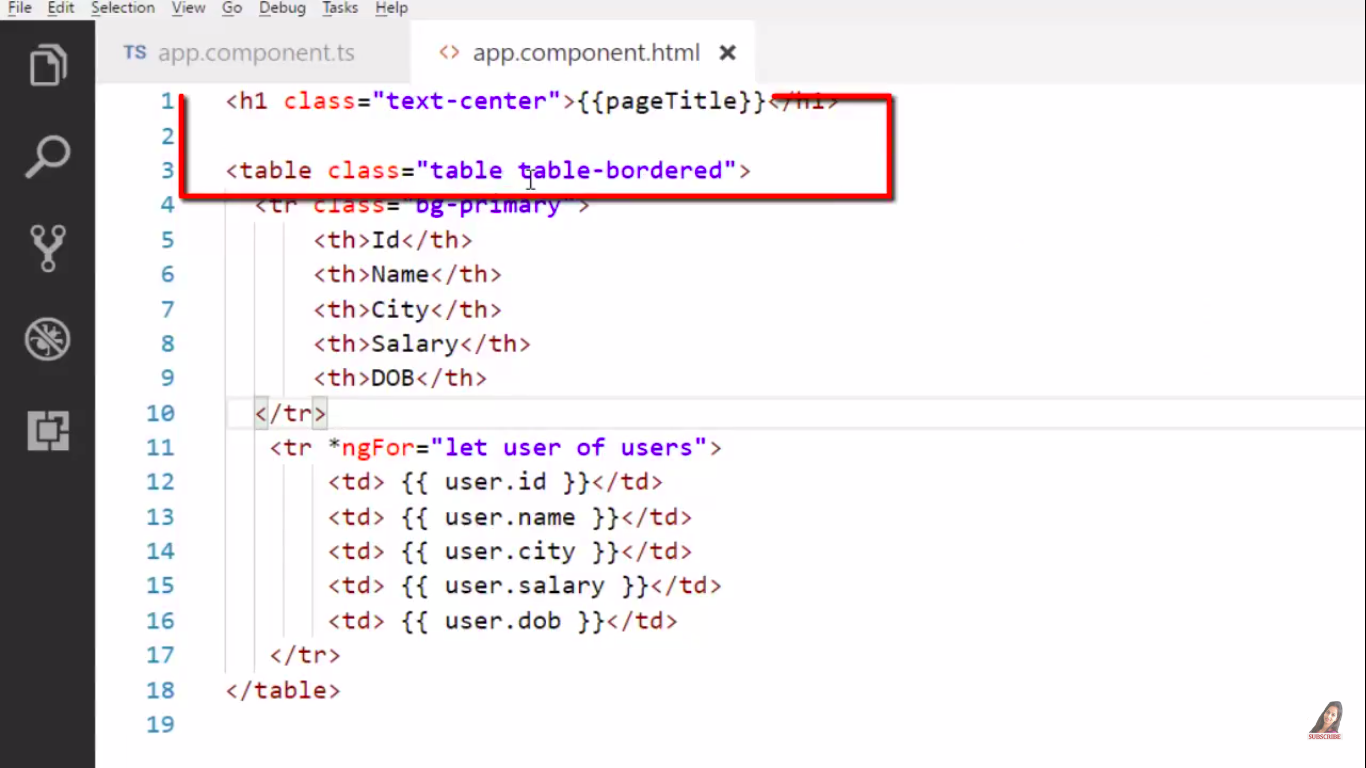 File Edit Selection View Go Debug Tasks Help
TS app.component.ts <> app.component.html ×
1 <h1 class="text-center">{{pageTitle}}</h1>
2
3 <table class="table table-bordered">
4 <tr class="bg-primary">
5 <th>Id</th>
6 <th>Name</th>
7 <th>City</th>
8 <th>Salary</th>
9 <th>DOB</th>
10 </tr>
11 <tr *ngFor="let user of users">
12 <td> {{ user.id }}</td>
13 <td> {{ user.name }}</td>
14 <td> {{ user.city }}</td>
15 <td> {{ user.salary }}</td>
16 <td> {{ user.dob }}</td>
17 </tr>
18 </table>
19
SUBSCRIBE